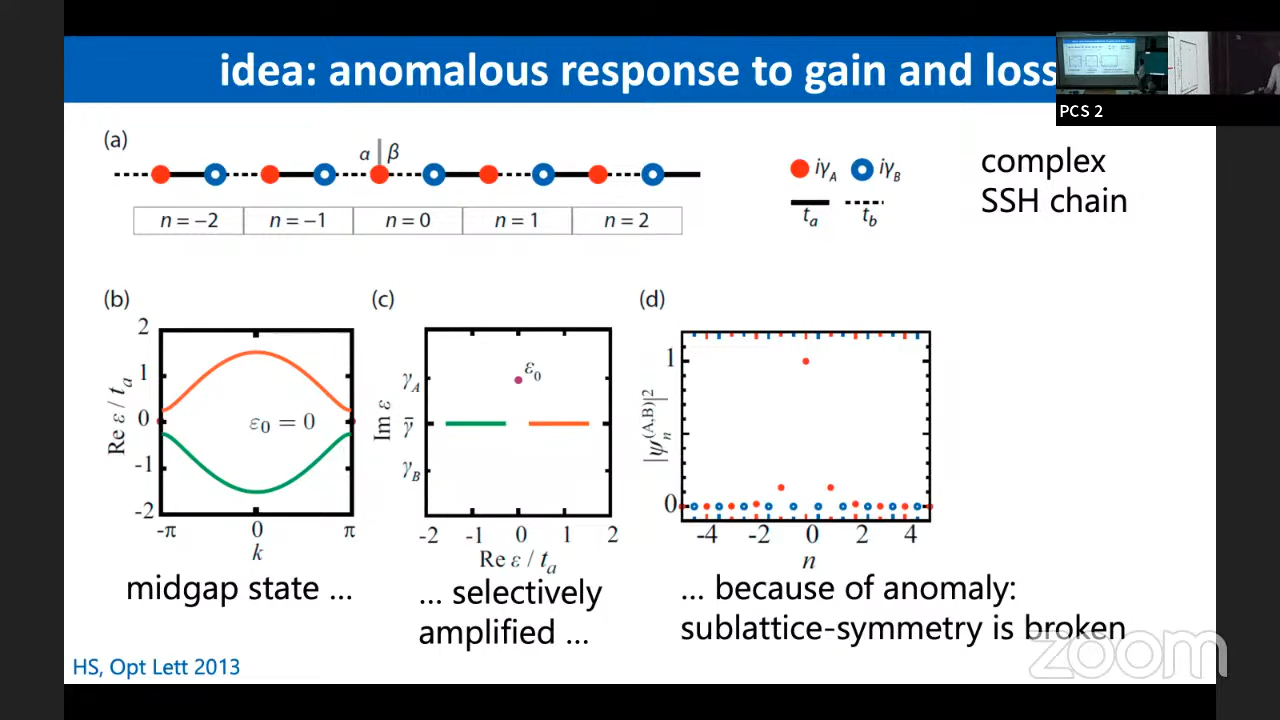 idea: anomalous response to gain and loss
PCS 2
(a)
α β
iγ_A iγ_B
t_a t_b
complex
SSH chain
n = −2 n = −1 n = 0 n = 1 n = 2
(b)
2
1
0
-1
-2
Re ε / t_a
ε₀ = 0
-π 0 π
k
(c)
Im ε
γ_A
γ̄
γ_B
ε₀
-2 -1 0 1 2
Re ε / t_a
(d)
|ψ_n^(A,B)|²
1
0
-4 -2 0 2 4
n
midgap state ...
... selectively
amplified ...
... because of anomaly:
sublattice-symmetry is broken
HS, Opt Lett 2013
zoom